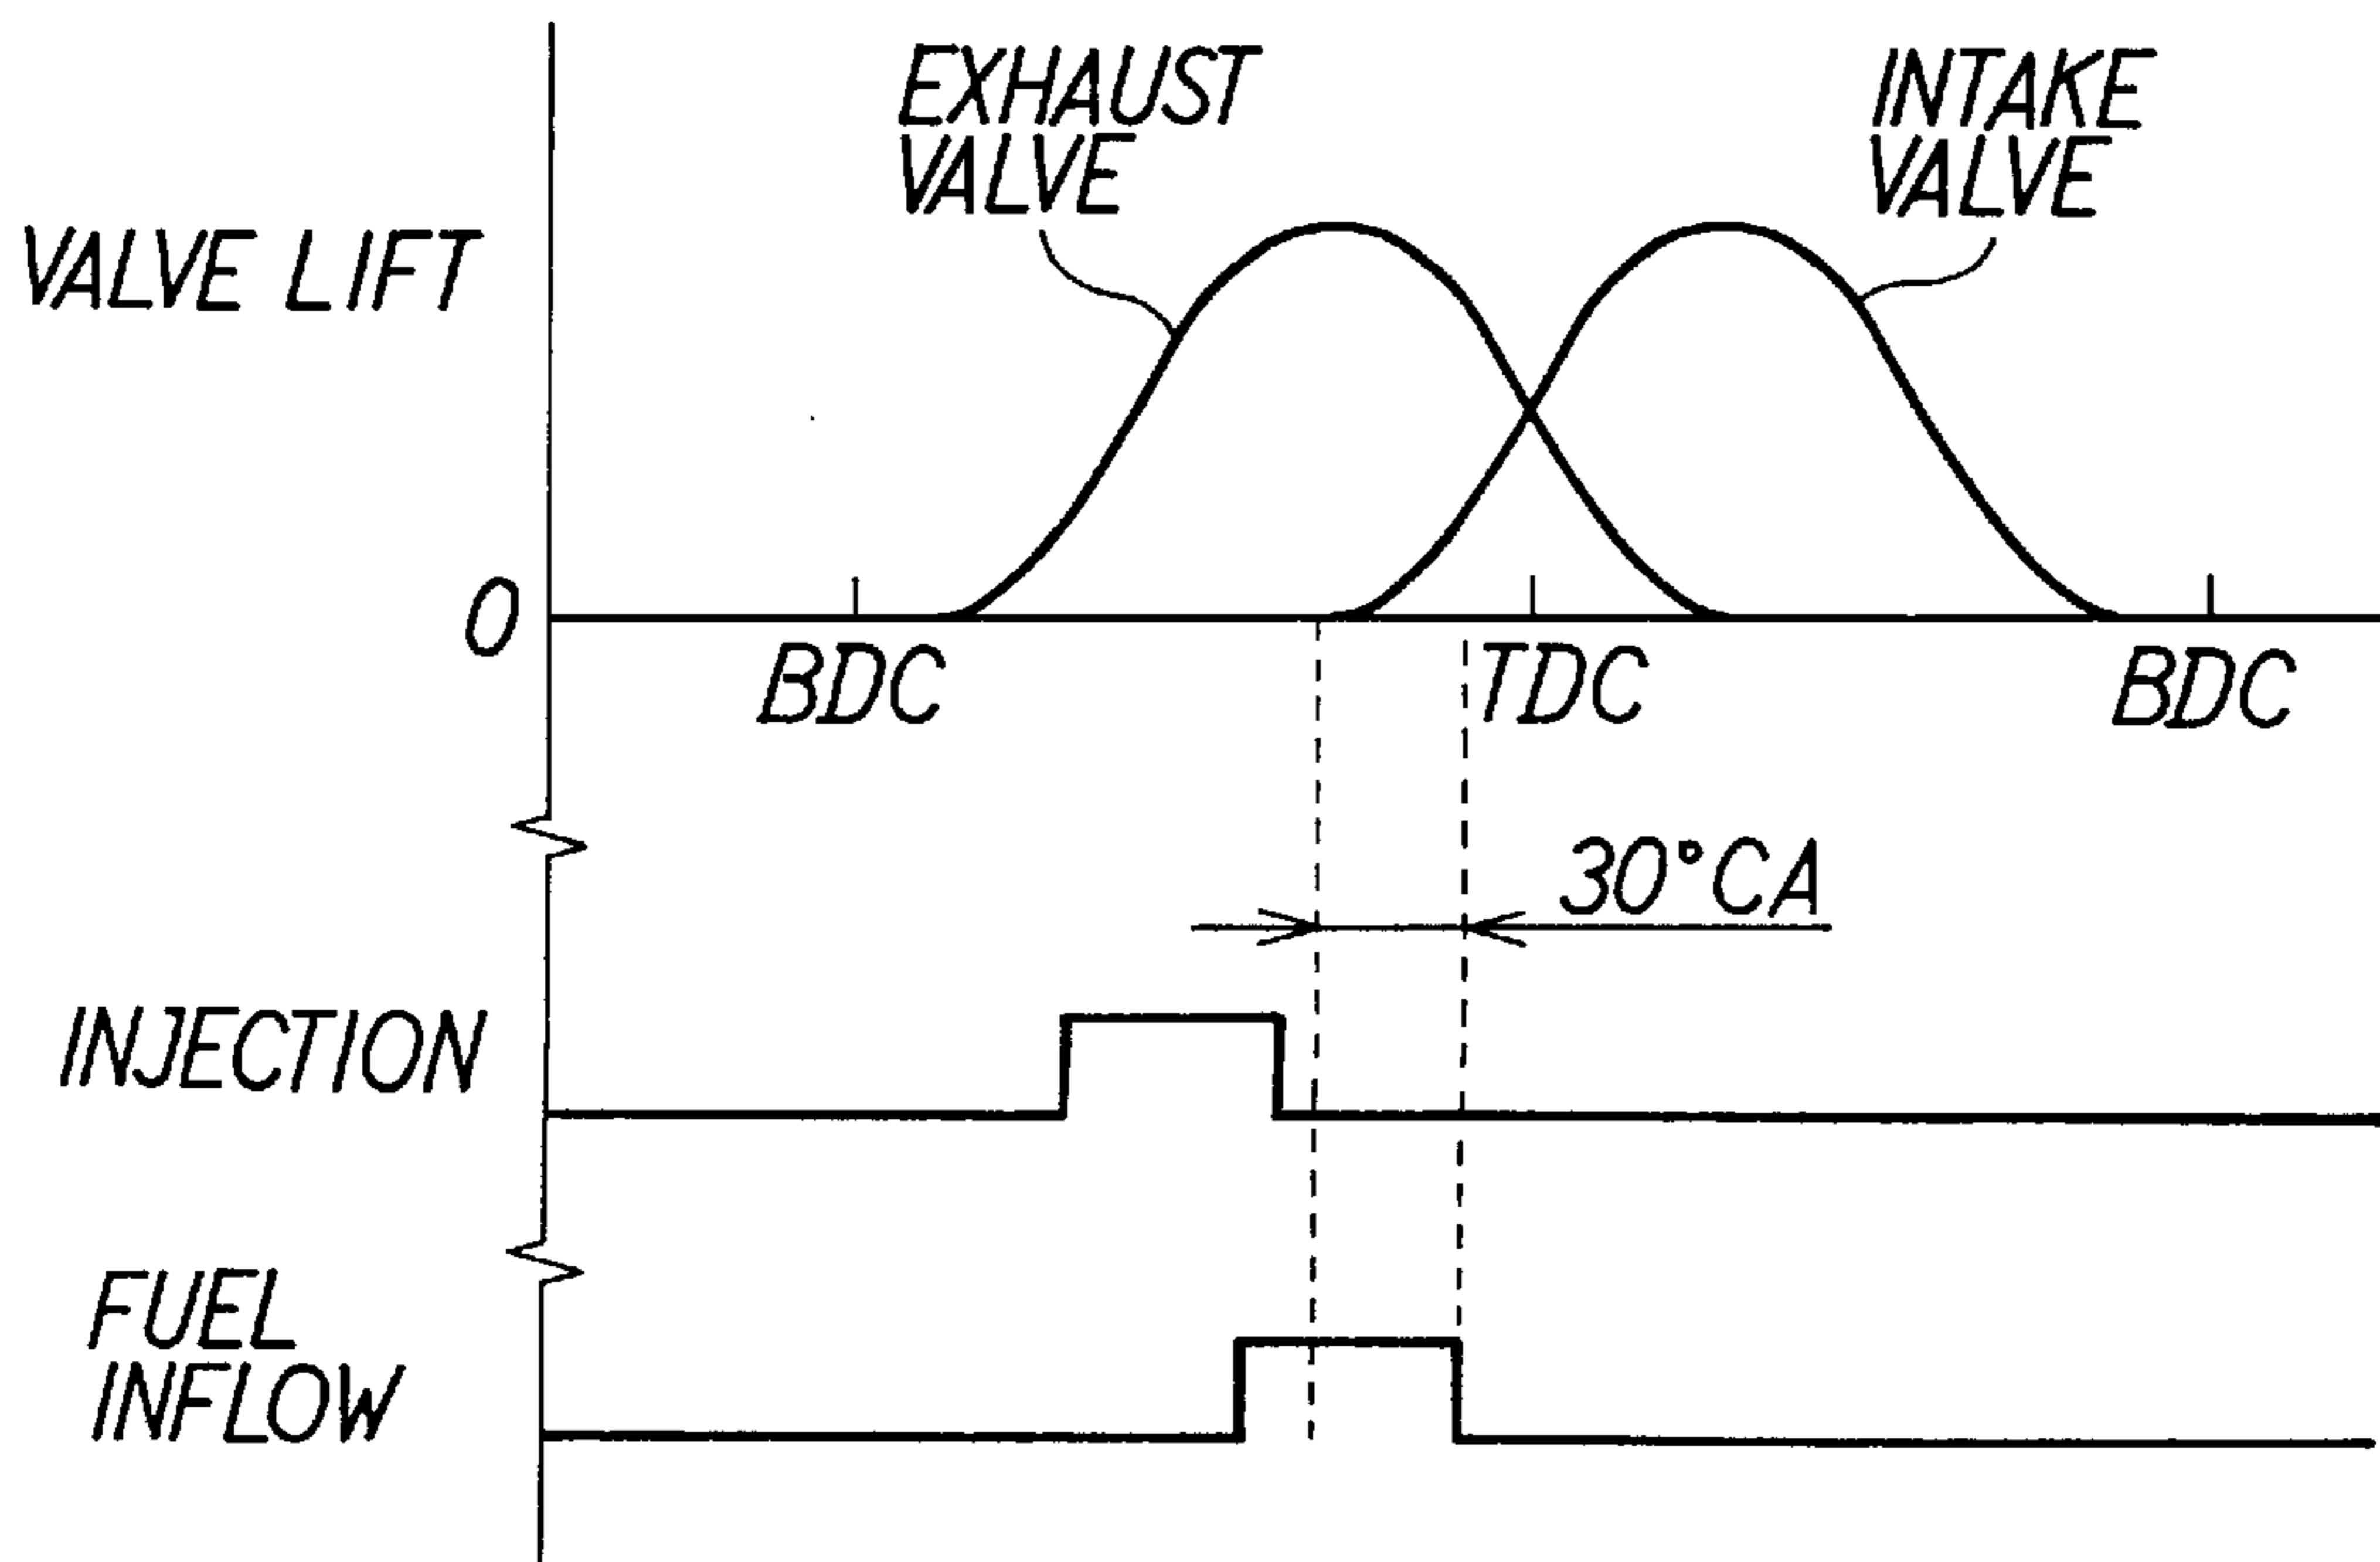 EXHAUST
VALVE
INTAKE
VALVE
VALVE LIFT
0
BDC
TDC
BDC
30°CA
INJECTION
FUEL
INFLOW